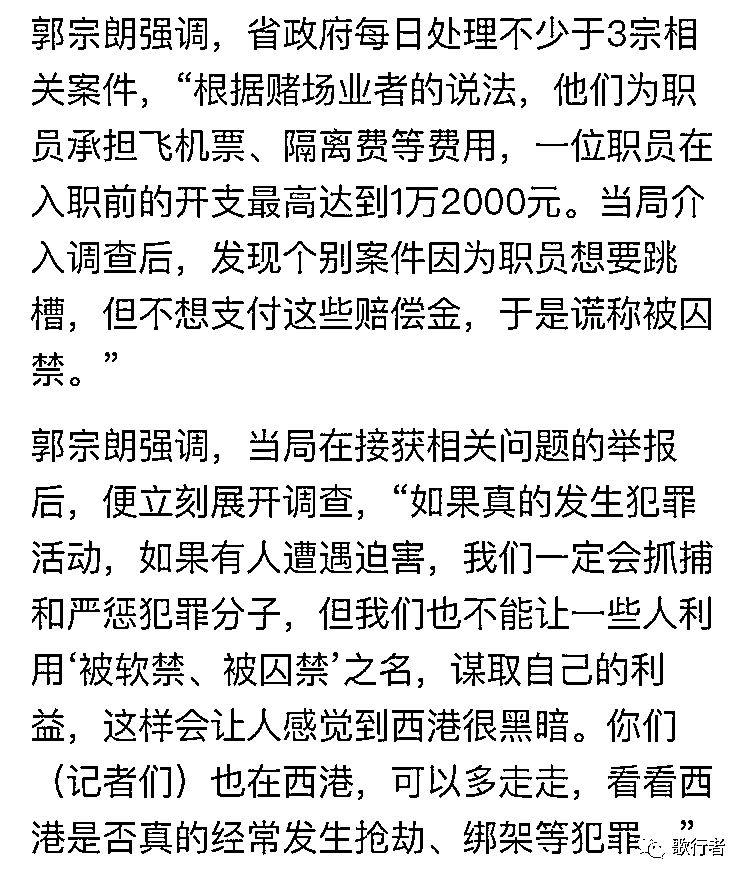 郭宗朗强调，省政府每日处理不少于3宗相
关案件，“根据赌场业者的说法，他们为职
员承担飞机票、隔离费等费用，一位职员在
入职前的开支最高达到1万2000元。当局介
入调查后，发现个别案件因为职员想要跳
槽，但不想支付这些赔偿金，于是谎称被囚
禁。”
郭宗朗强调，当局在接获相关问题的举报
后，便立刻展开调查，“如果真的发生犯罪
活动，如果有人遭遇迫害，我们一定会抓捕
和严惩犯罪分子，但我们也不能让一些人利
用‘被软禁、被囚禁’之名，谋取自己的利
益，这样会让人感觉到西港很黑暗。你们
（记者们）也在西港，可以多走走，看看西
港是否真的经常发生抢劫、绑架等犯罪。”
歌行者